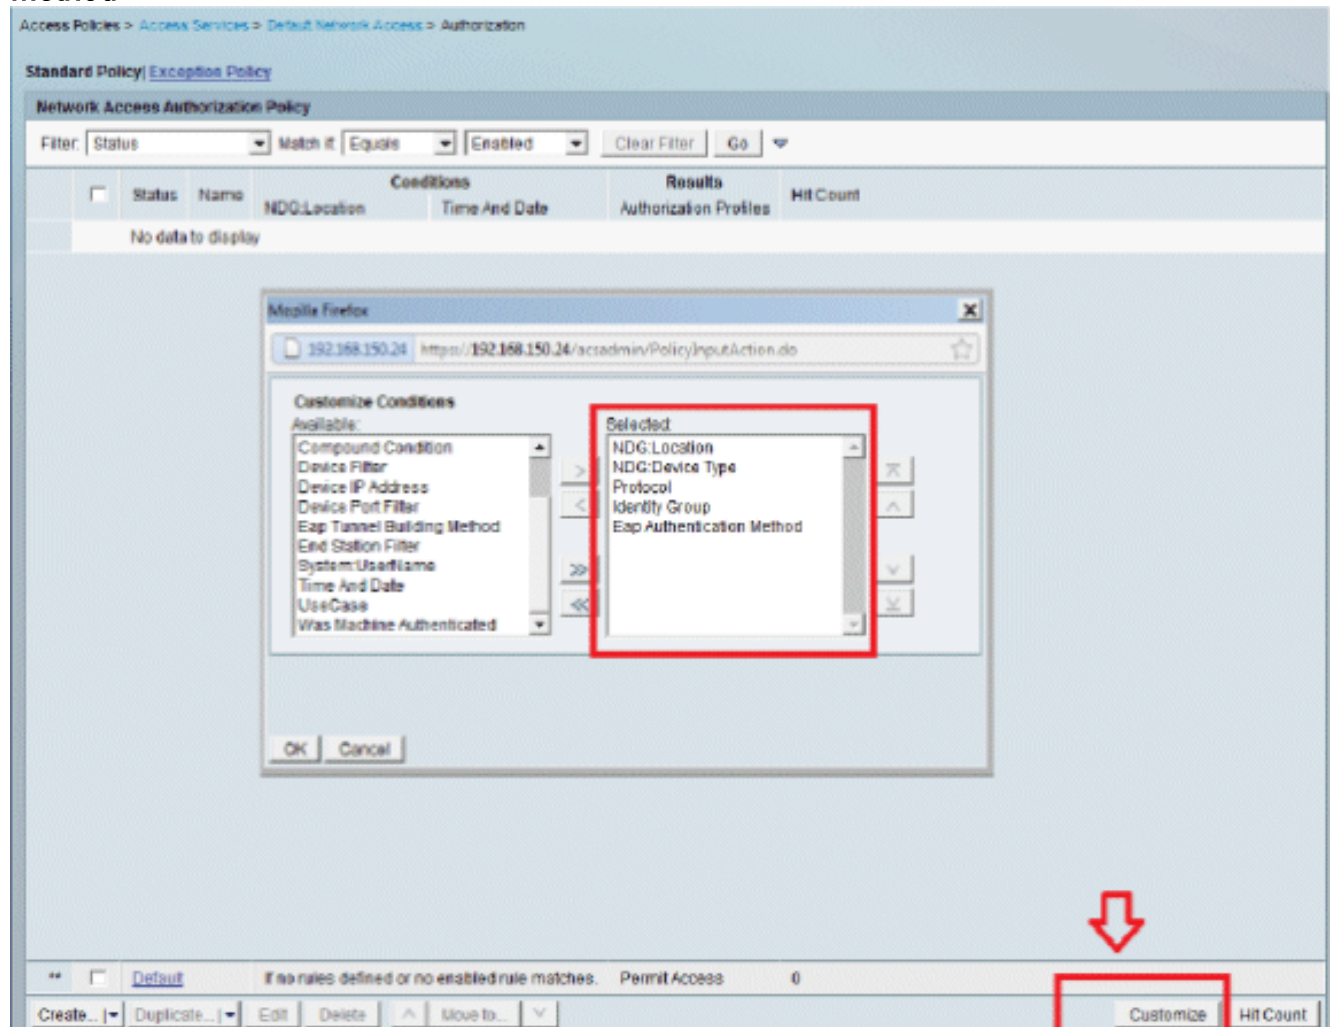 Access Policies > Access Services > Default Network Access > Authorization
Standard Policy| Exception Policy
Network Access Authorization Policy
Filter: Status Match if: Equals Enabled Clear Filter Go
Conditions Results
Status Name NDG:Location Time And Date Authorization Profiles Hit Count
No data to display
Mozilla Firefox
192.168.150.24 https://192.168.150.24/acsadmin/PolicyInputAction.do
Customize Conditions
Available: Selected:
Compound Condition NDG:Location
Device Filter NDG:Device Type
Device IP Address Protocol
Device Port Filter Identity Group
Eap Tunnel Building Method Eap Authentication Method
End Station Filter
System:UserName
Time And Date
UseCase
Was Machine Authenticated
OK Cancel
** Default If no rules defined or no enabled rule matches. Permit Access 0
Create... Duplicate... Edit Delete Move to... Customize Hit Count